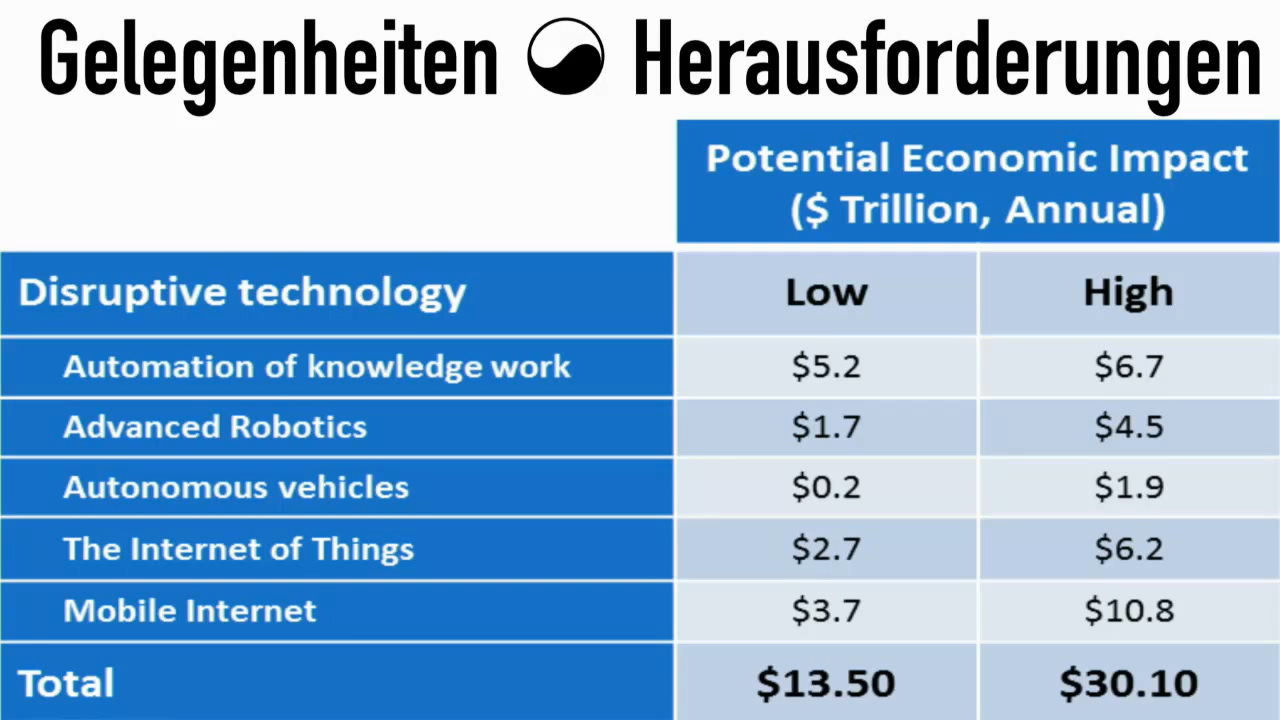 Gelegenheiten Herausforderungen
Potential Economic Impact
($ Trillion, Annual)
Disruptive technology Low High
Automation of knowledge work $5.2 $6.7
Advanced Robotics $1.7 $4.5
Autonomous vehicles $0.2 $1.9
The Internet of Things $2.7 $6.2
Mobile Internet $3.7 $10.8
Total $13.50 $30.10